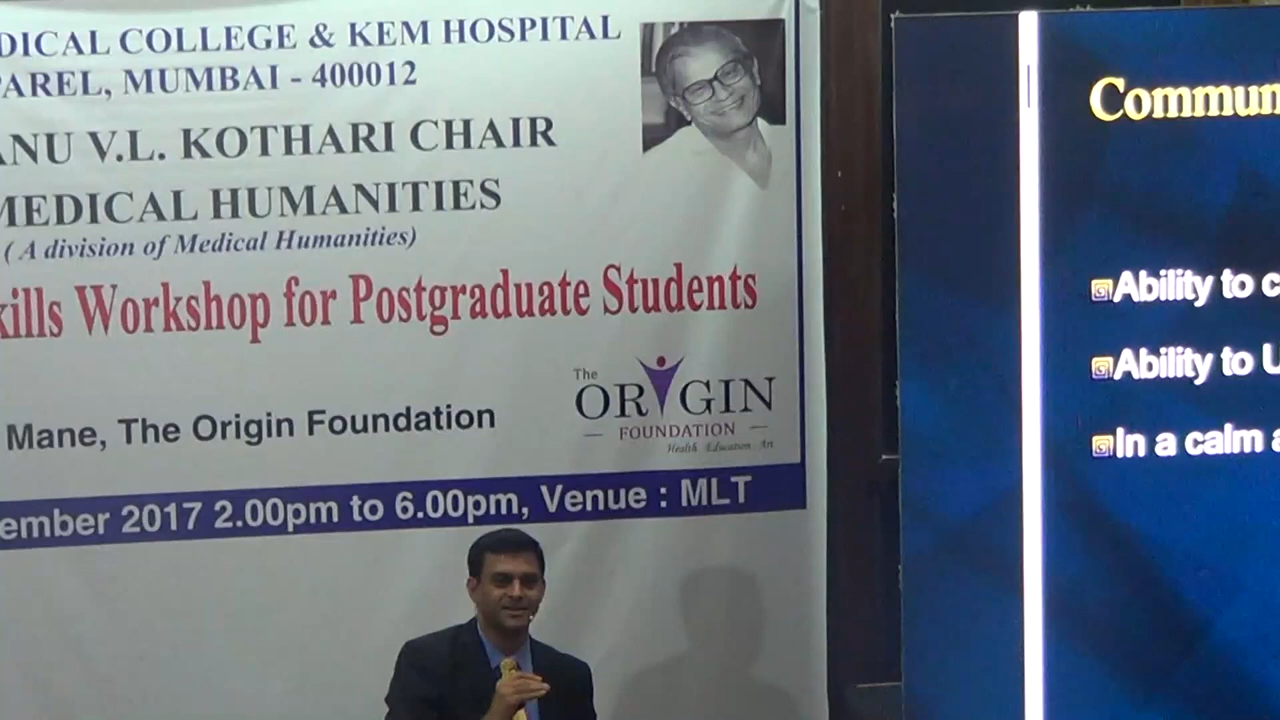 DICAL COLLEGE & KEM HOSPITAL
PAREL, MUMBAI - 400012
ANU V.L. KOTHARI CHAIR
MEDICAL HUMANITIES
( A division of Medical Humanities)
kills Workshop for Postgraduate Students
The
ORIGIN
FOUNDATION
Health Education Art
Mane, The Origin Foundation
ember 2017 2.00pm to 6.00pm, Venue : MLT
Commun
Ability to c
Ability to U
In a calm a